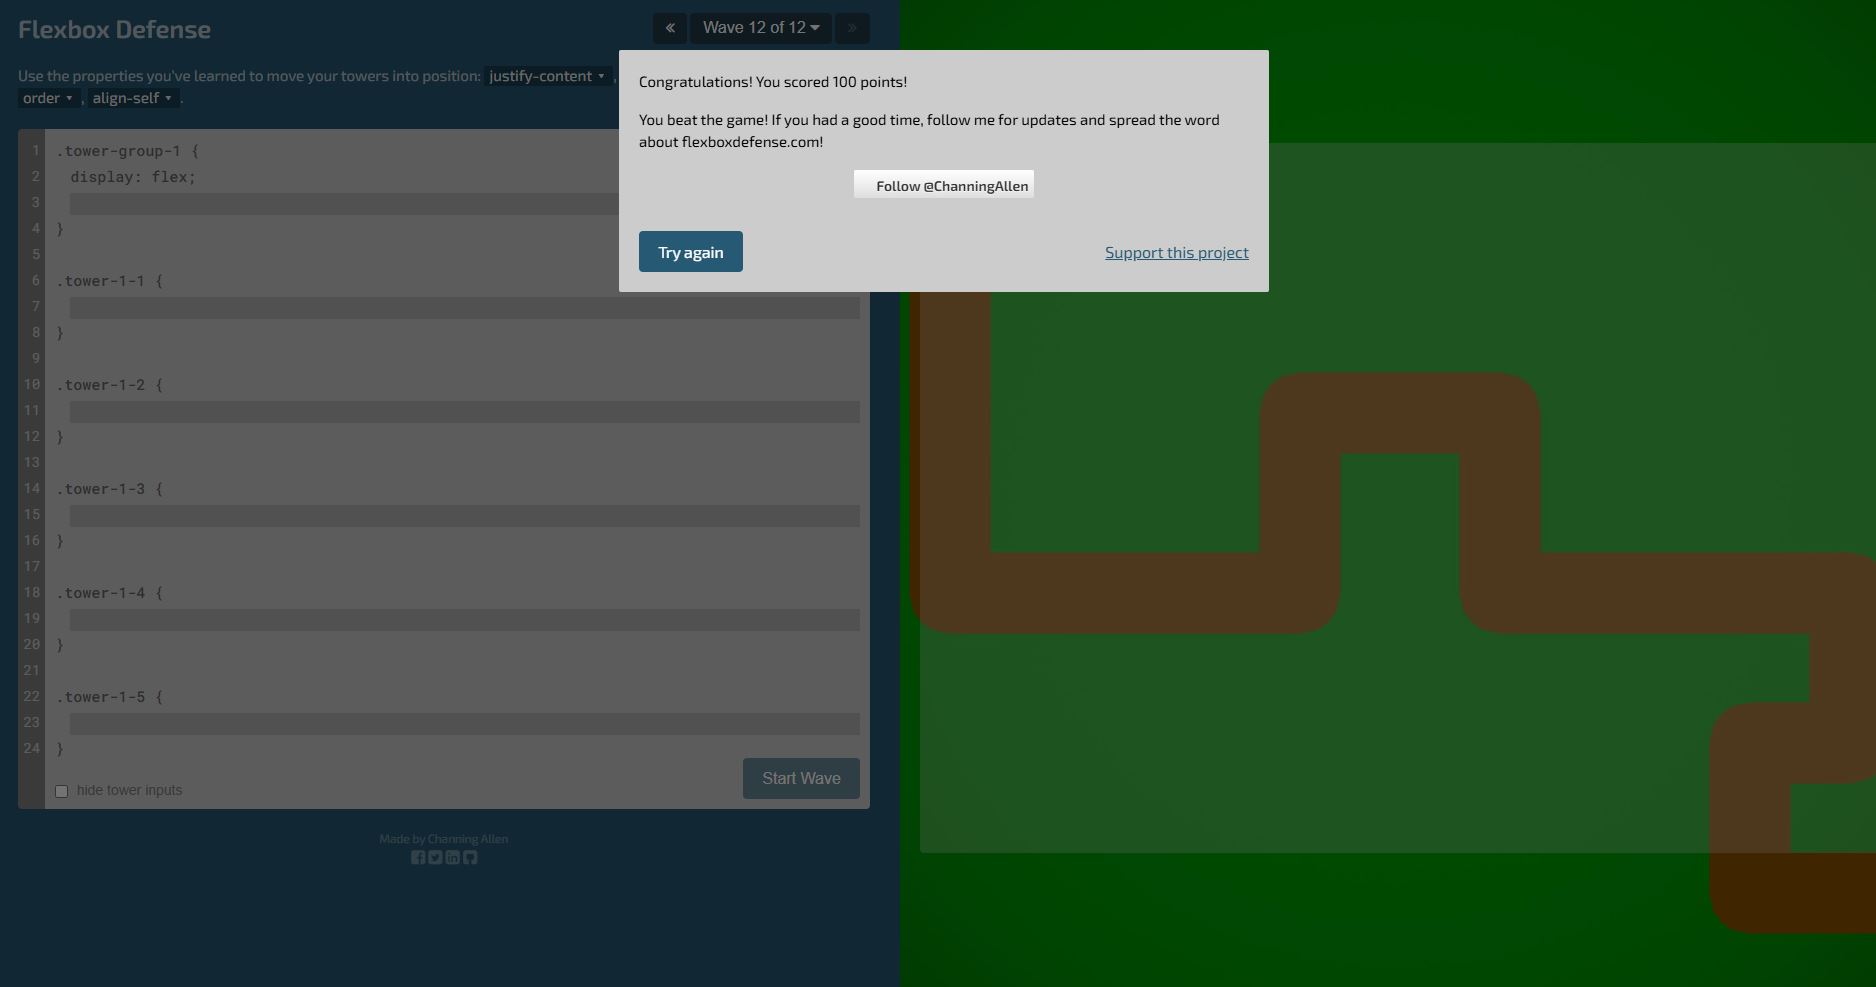 Flexbox Defense
« Wave 12 of 12 »
Use the properties you've learned to move your towers into position: justify-content ,
order , align-self .
1 .tower-group-1 {
2 display: flex;
3
4 }
5
6 .tower-1-1 {
7
8 }
9
10 .tower-1-2 {
11
12 }
13
14 .tower-1-3 {
15
16 }
17
18 .tower-1-4 {
19
20 }
21
22 .tower-1-5 {
23
24 }
hide tower inputs
Start Wave
Made by Channing Allen
Congratulations! You scored 100 points!
You beat the game! If you had a good time, follow me for updates and spread the word
about flexboxdefense.com!
Follow @ChanningAllen
Try again
Support this project